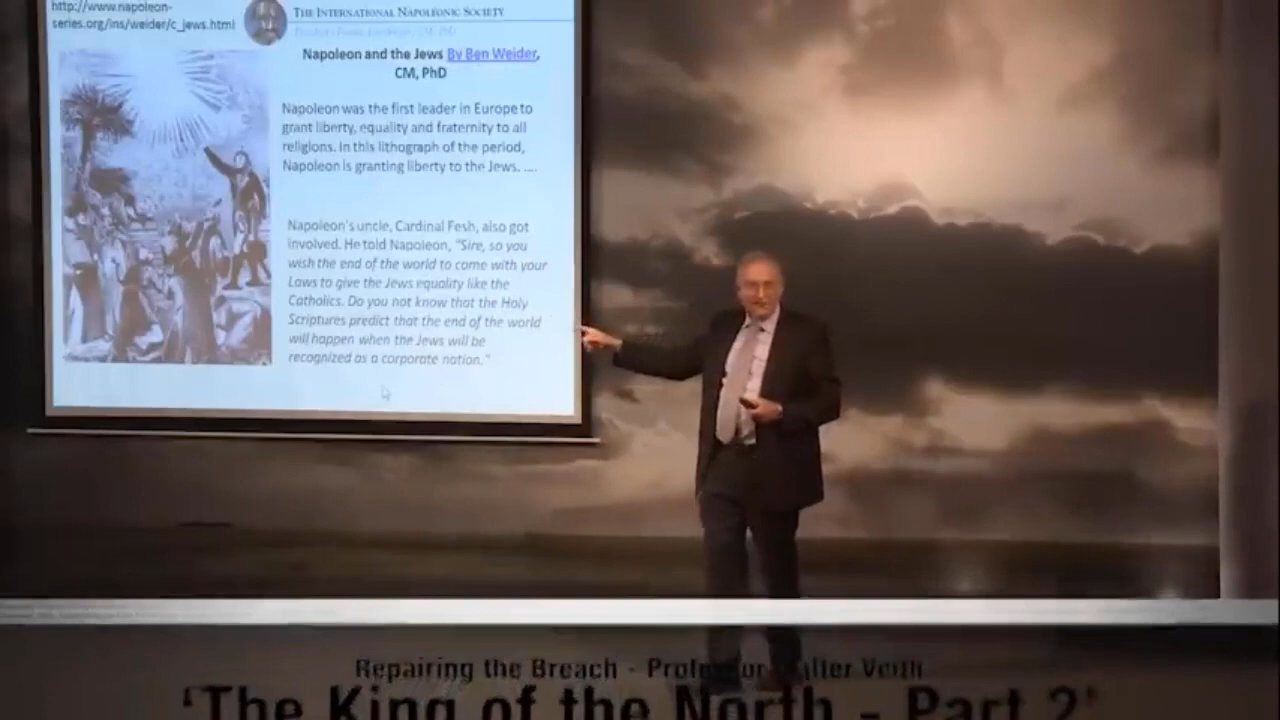 http://www.napoleon-
series.org/ins/weider/c_jews.html
THE INTERNATIONAL NAPOLEONIC SOCIETY
Napoleon and the Jews By Ben Weider,
CM, PhD
Napoleon was the first leader in Europe to
grant liberty, equality and fraternity to all
religions. In this lithograph of the period,
Napoleon is granting liberty to the Jews. ....
Napoleon's uncle, Cardinal Fesh, also got
involved. He told Napoleon, "Sire, so you
wish the end of the world to come with your
Laws to give the Jews equality like the
Catholics. Do you not know that the Holy
Scriptures predict that the end of the world
will happen when the Jews will be
recognized as a corporate nation."
Repairing the Breach - Professor Walter Veith
'The King of the North - Part 2'